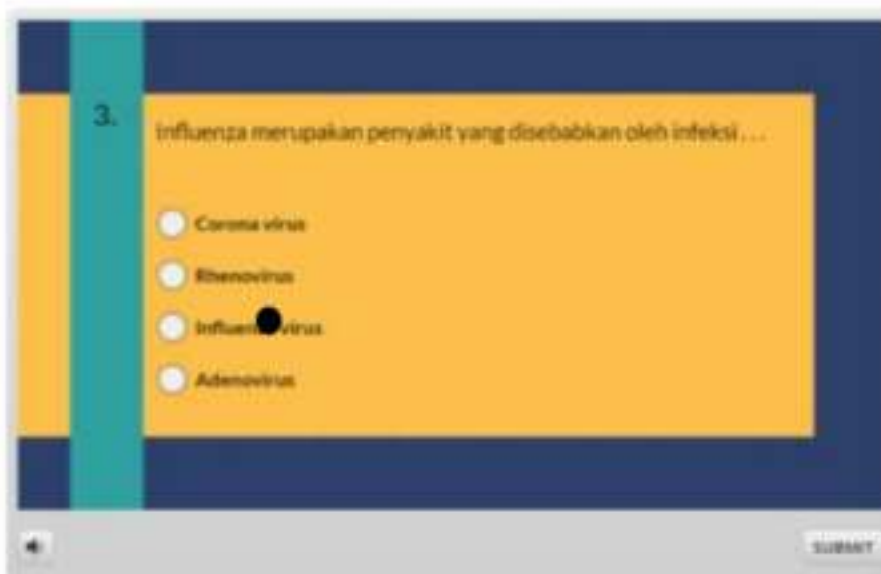 3.
Influenza merupakan penyakit yang disebabkan oleh infeksi . . .
Corona virus
Rhenovirus
virus
Adenovirus
SUBMIT